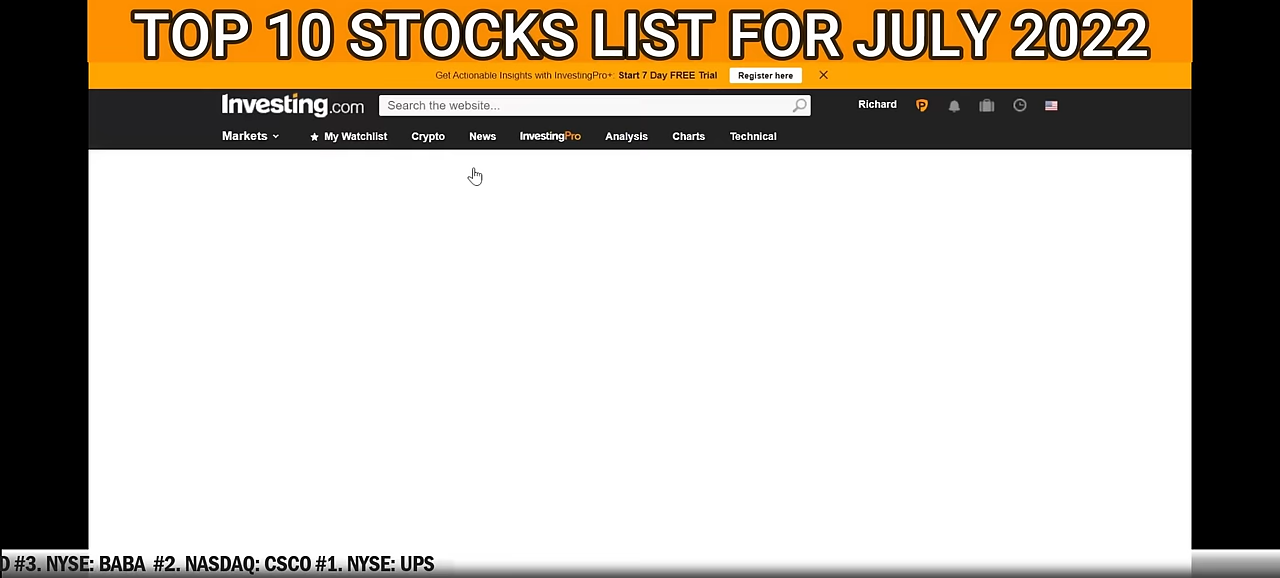 TOP 10 STOCKS LIST FOR JULY 2022
Get Actionable Insights with InvestingPro+ Start 7 Day FREE Trial Register here
Investing.com Search the website... Richard
Markets My Watchlist Crypto News InvestingPro Analysis Charts Technical
#3. NYSE: BABA #2. NASDAQ: CSCO #1. NYSE: UPS